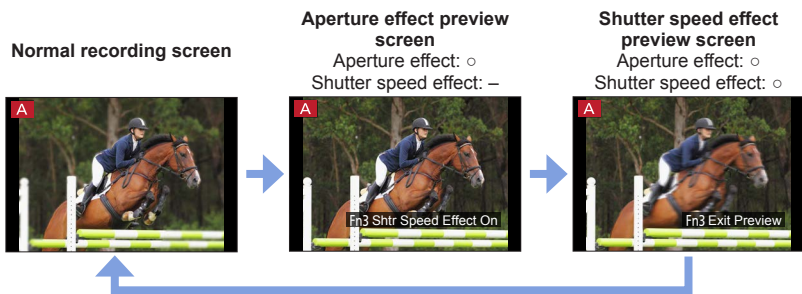 Normal recording screen
Aperture effect preview
screen
Aperture effect: ○
Shutter speed effect: –
Shutter speed effect
preview screen
Aperture effect: ○
Shutter speed effect: ○
A
A
Fn3 Shtr Speed Effect On
A
Fn3 Exit Preview